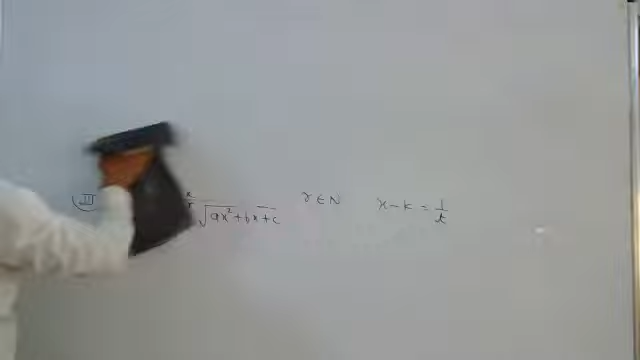 (III) x r √ax²+bx+c r ∈ N x-k = 1/t